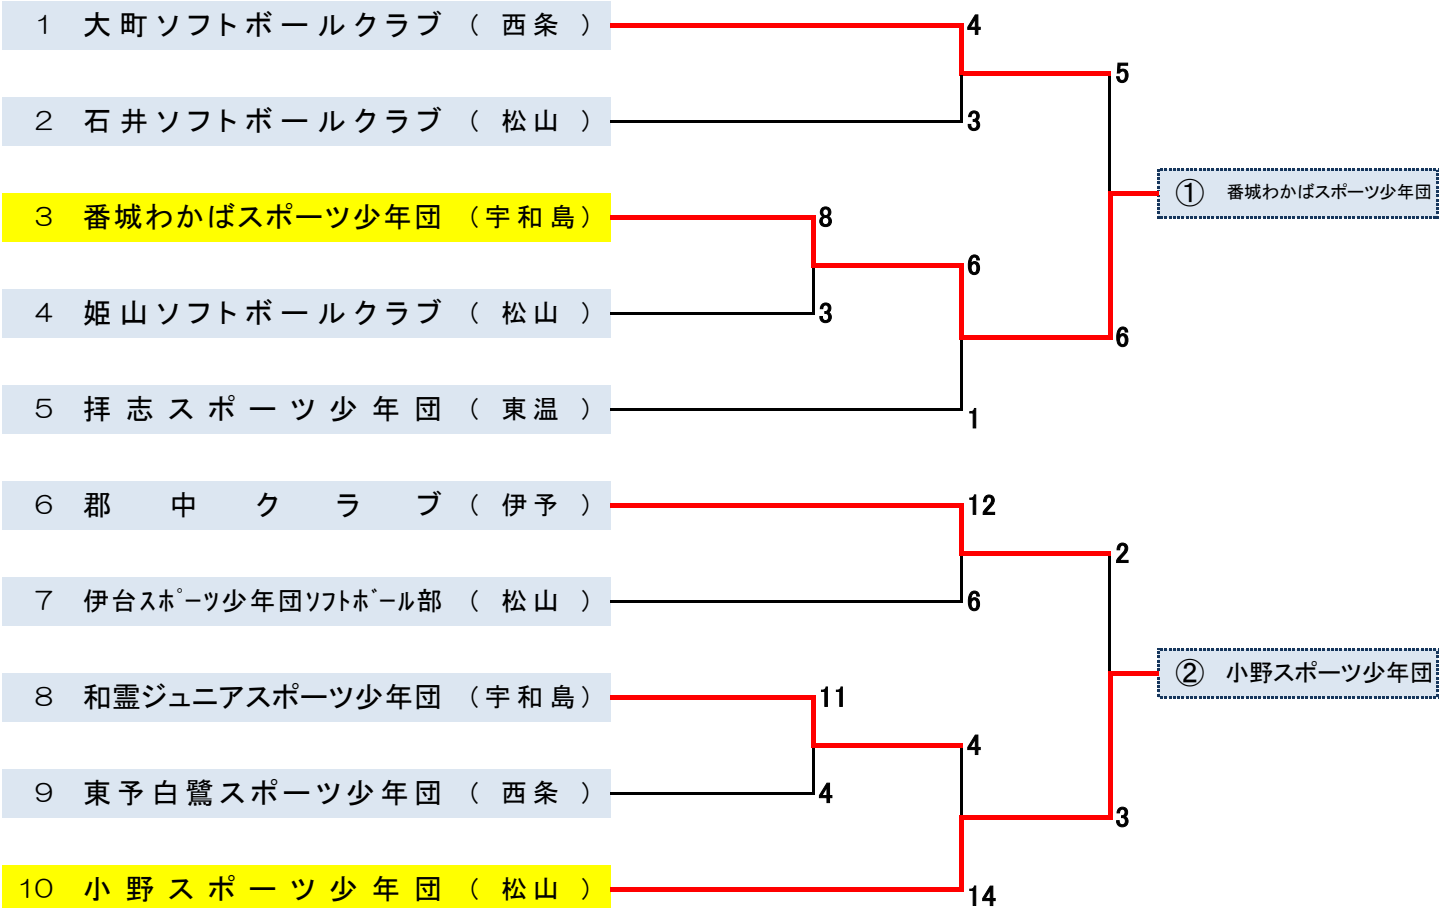 1 大町ソフトボールクラブ ( 西条 ) 4
5
2 石井ソフトボールクラブ ( 松山 ) 3
① 番城わかばスポーツ少年団
3 番城わかばスポーツ少年団 (宇和島) 8
6
4 姫山ソフトボールクラブ ( 松山 ) 3
6
5 拝志スポーツ少年団 ( 東温 ) 1
6 郡中クラブ ( 伊予 ) 12
2
7 伊台スポーツ少年団ソフトボール部 ( 松山 ) 6
② 小野スポーツ少年団
8 和霊ジュニアスポーツ少年団 (宇和島) 11
4
9 東予白鷺スポーツ少年団 ( 西条 ) 4
3
10 小野スポーツ少年団 ( 松山 ) 14